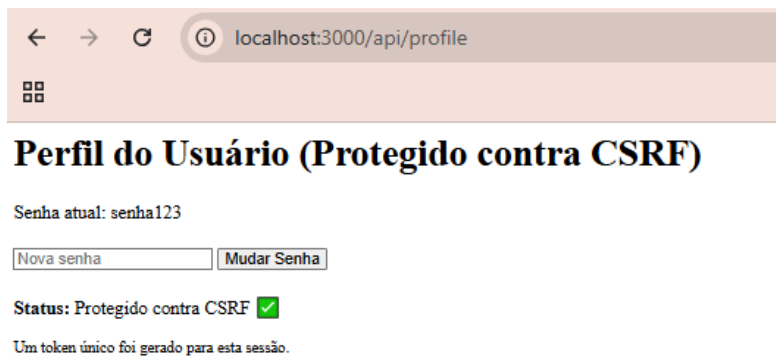 localhost:3000/api/profile
Perfil do Usuário (Protegido contra CSRF)
Senha atual: senha123
Nova senha Mudar Senha
Status: Protegido contra CSRF ✅
Um token único foi gerado para esta sessão.